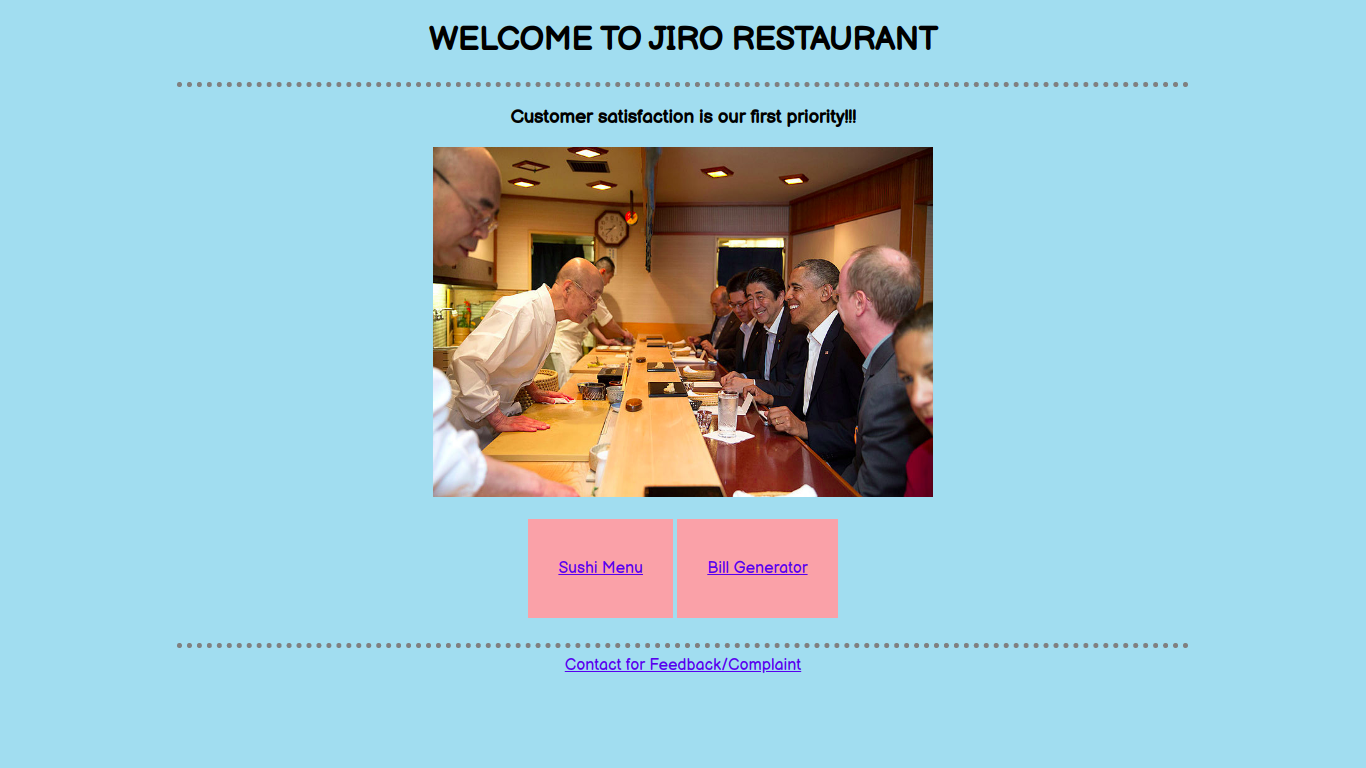 WELCOME TO JIRO RESTAURANT
Customer satisfaction is our first priority!!!
Sushi Menu
Bill Generator
Contact for Feedback/Complaint